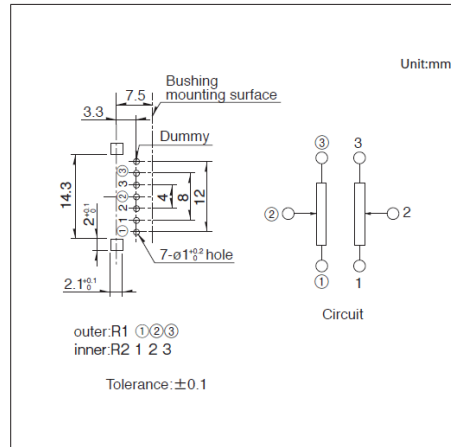 Unit:mm
Bushing
mounting surface
7.5
3.3
Dummy
③
3
②
2
1
①
14.3
2+0.1 0
4
8
12
7-ø1+0.2 0 hole
2.1+0.1 0
outer:R1 ①②③
inner:R2 1 2 3
Tolerance:±0.1
③ 3
② 2
① 1
Circuit